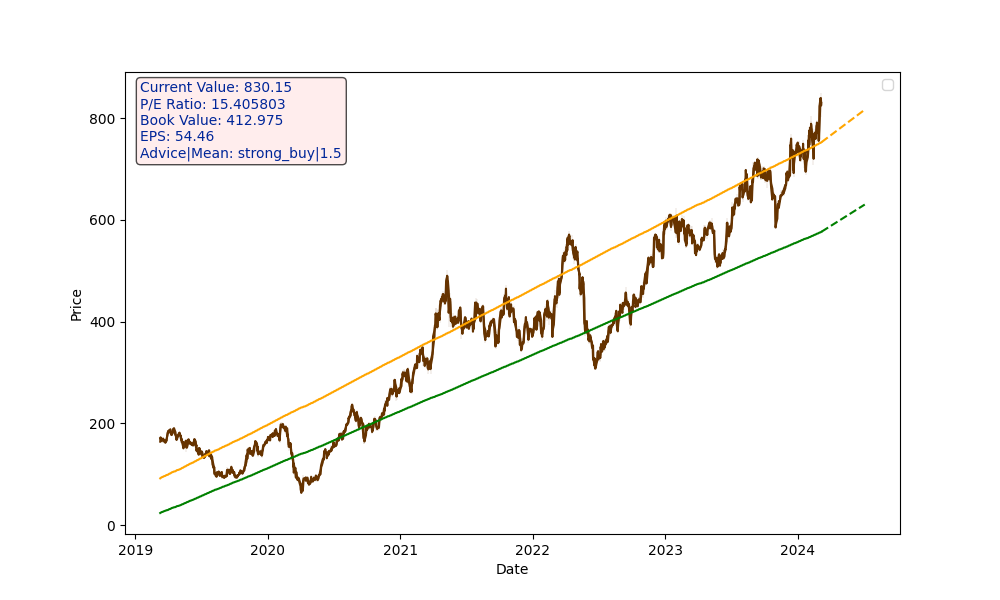 Current Value: 830.15
P/E Ratio: 15.405803
Book Value: 412.975
EPS: 54.46
Advice|Mean: strong_buy|1.5
Price
800
600
400
200
0
2019 2020 2021 2022 2023 2024
Date